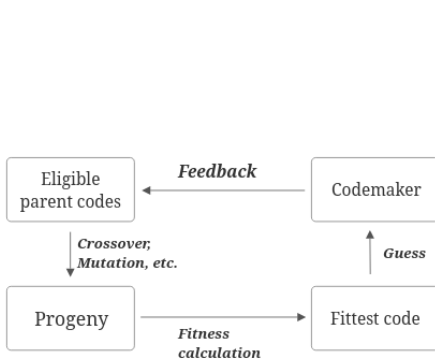 Eligible
parent codes
Feedback
Codemaker
Crossover,
Mutation, etc.
Guess
Progeny
Fitness
calculation
Fittest code